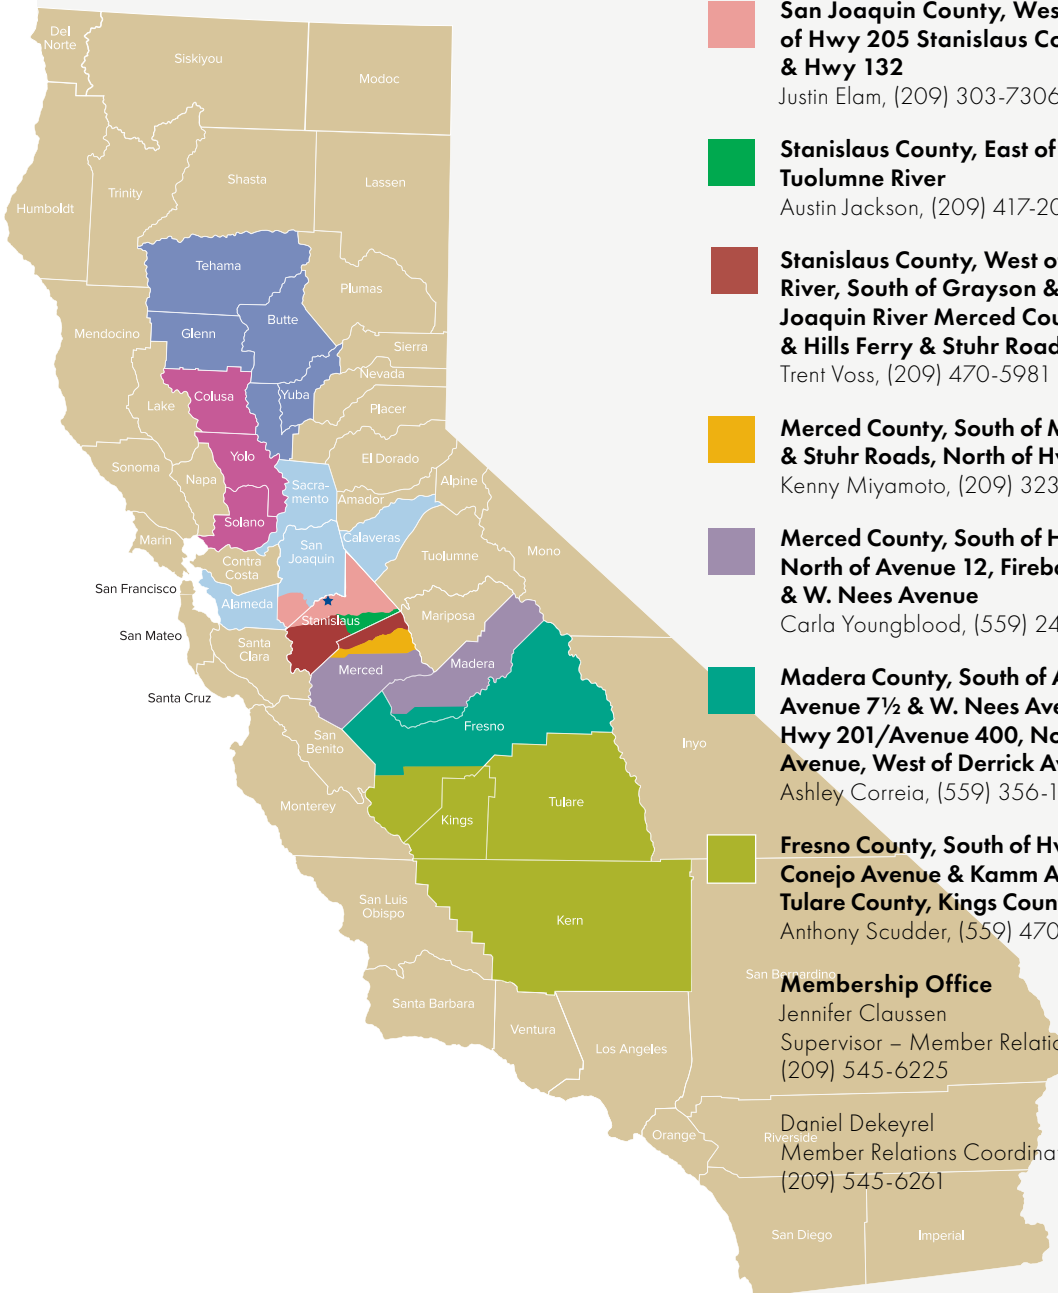 Del
Norte
Siskiyou
Modoc
Humboldt
Trinity
Shasta
Lassen
Tehama
Plumas
Mendocino
Glenn
Butte
Sierra
Nevada
Lake
Colusa
Yuba
Placer
Sonoma
Napa
Yolo
El Dorado
Sacra-
mento
Amador
Alpine
Solano
Marin
Contra
Costa
San
Joaquin
Calaveras
Tuolumne
Mono
San Francisco
Alameda
Stanislaus
Mariposa
San Mateo
Santa
Clara
Merced
Madera
Santa Cruz
San
Benito
Fresno
Inyo
Monterey
Kings
Tulare
San Luis
Obispo
Kern
San Bernardino
Santa Barbara
Ventura
Los Angeles
Orange
Riverside
San Diego
Imperial
San Joaquin County, Wes
of Hwy 205 Stanislaus Co
& Hwy 132
Justin Elam, (209) 303-7306
Stanislaus County, East of
Tuolumne River
Austin Jackson, (209) 417-20
Stanislaus County, West o
River, South of Grayson &
Joaquin River Merced Cou
& Hills Ferry & Stuhr Road
Trent Voss, (209) 470-5981
Merced County, South of M
& Stuhr Roads, North of Hw
Kenny Miyamoto, (209) 323
Merced County, South of H
North of Avenue 12, Fireba
& W. Nees Avenue
Carla Youngblood, (559) 24
Madera County, South of A
Avenue 7½ & W. Nees Ave
Hwy 201/Avenue 400, No
Avenue, West of Derrick Av
Ashley Correia, (559) 356-1
Fresno County, South of Hw
Conejo Avenue & Kamm A
Tulare County, Kings Coun
Anthony Scudder, (559) 470
Membership Office
Jennifer Claussen
Supervisor – Member Relatio
(209) 545-6225
Daniel Dekeyrel
Member Relations Coordina
(209) 545-6261